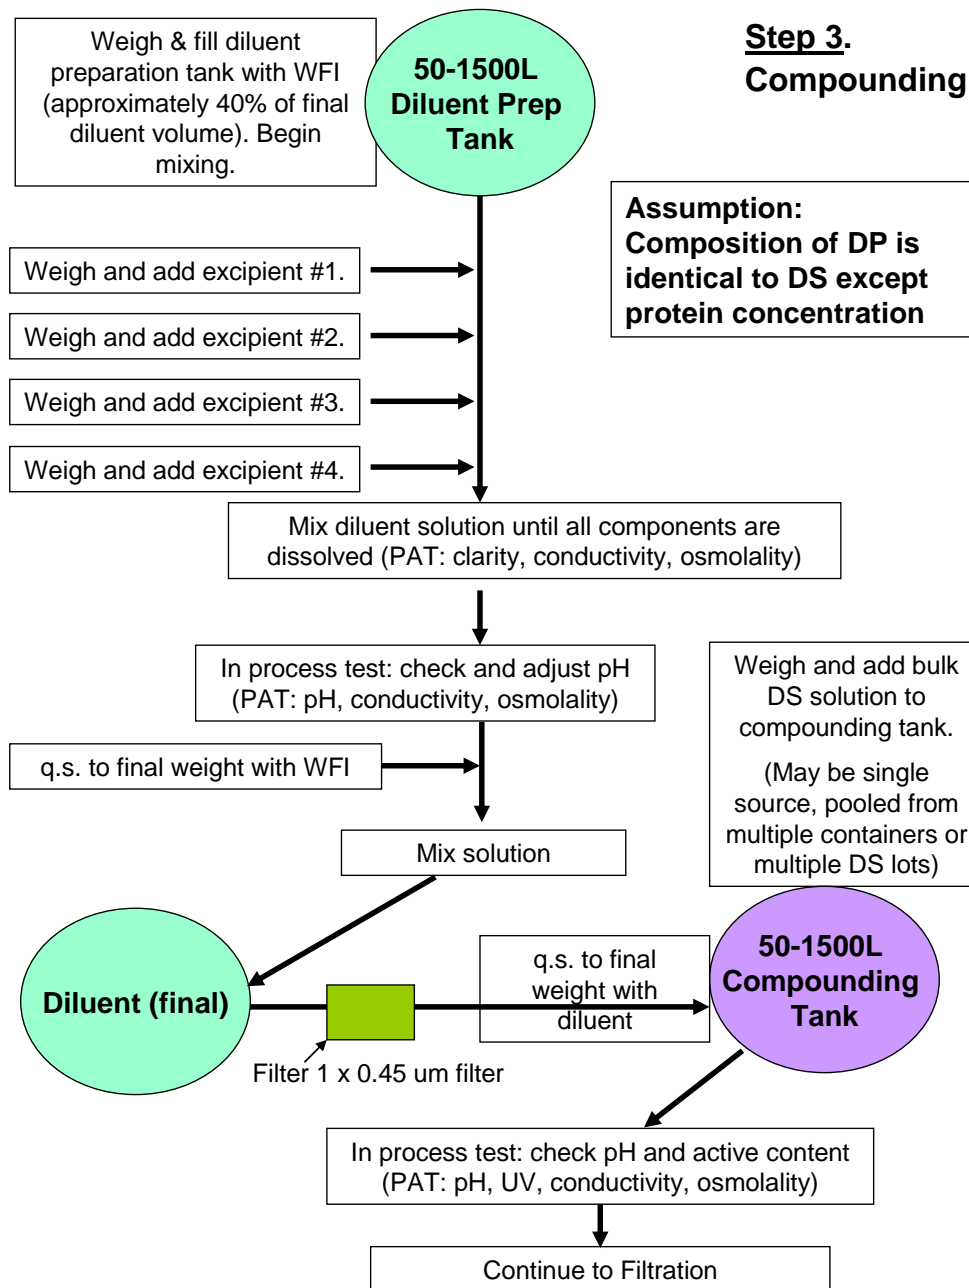 Step 3.
Compounding
Weigh & fill diluent
preparation tank with WFI
(approximately 40% of final
diluent volume). Begin
mixing.
50-1500L
Diluent Prep
Tank
Assumption:
Composition of DP is
identical to DS except
protein concentration
Weigh and add excipient #1.
Weigh and add excipient #2.
Weigh and add excipient #3.
Weigh and add excipient #4.
Mix diluent solution until all components are
dissolved (PAT: clarity, conductivity, osmolality)
In process test: check and adjust pH
(PAT: pH, conductivity, osmolality)
q.s. to final weight with WFI
Mix solution
Weigh and add bulk
DS solution to
compounding tank.
(May be single
source, pooled from
multiple containers or
multiple DS lots)
Diluent (final)
Filter 1 x 0.45 um filter
q.s. to final
weight with
diluent
50-1500L
Compounding
Tank
In process test: check pH and active content
(PAT: pH, UV, conductivity, osmolality)
Continue to Filtration